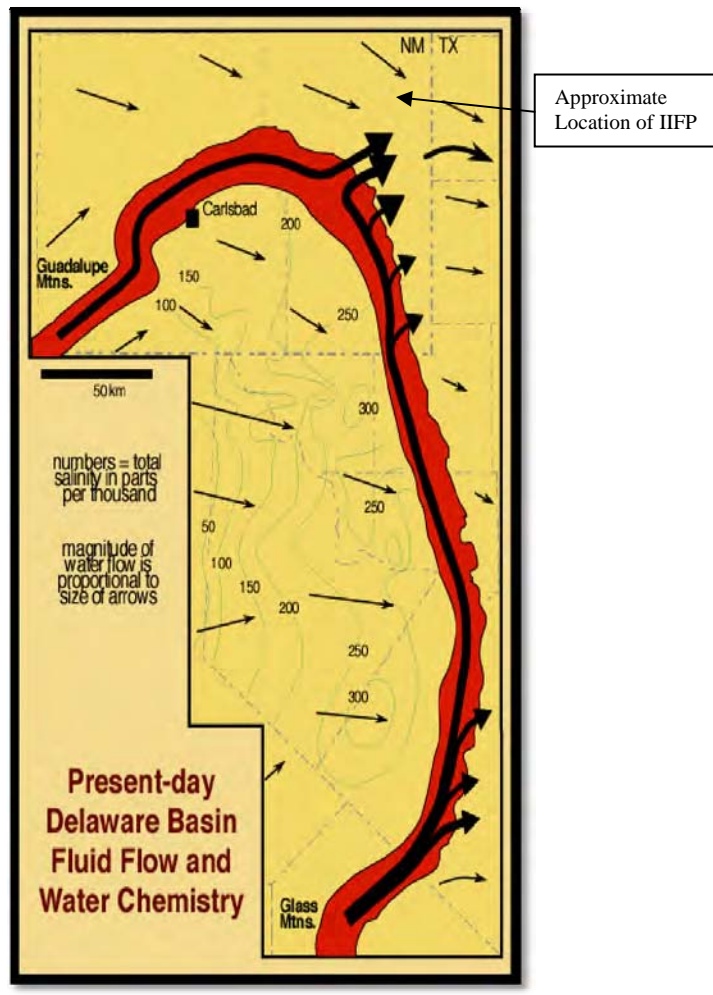 NM TX
Approximate
Location of IIFP
Carlsbad
200
Guadalupe
Mtns.
150
100
250
50 km
300
numbers = total
salinity in parts
per thousand
250
50
magnitude of
water flow is
proportional to
size of arrows
100
150
200
250
300
Present-day
Delaware Basin
Fluid Flow and
Water Chemistry
Glass
Mtns.